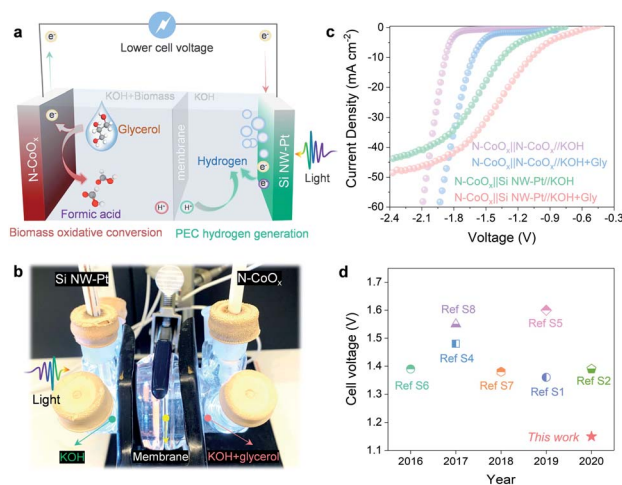 a
e⁻
e⁻
Lower cell voltage
KOH+Biomass
KOH
e⁻
Glycerol
N-CoOₓ
membrane
Hydrogen
Si NW-Pt
e
e
Light
Formic acid
H⁺
H⁺
Biomass oxidative conversion
PEC hydrogen generation
b
Si NW-Pt
N-CoOₓ
Light
KOH
Membrane
KOH+glycerol
c
0
-10
-20
-30
-40
-50
-60
Current Density (mA cm⁻²)
N-CoOₓ||N-CoOₓ//KOH
N-CoOₓ||N-CoOₓ//KOH+Gly
N-CoOₓ||Si NW-Pt//KOH
N-CoOₓ||Si NW-Pt//KOH+Gly
-2.4 -2.1 -1.8 -1.5 -1.2 -0.9 -0.6 -0.3
Voltage (V)
d
1.7
1.6
1.5
1.4
1.3
1.2
1.1
Cell voltage (V)
Ref S8
Ref S5
Ref S4
Ref S6
Ref S7
Ref S1
Ref S2
This work
2016 2017 2018 2019 2020
Year